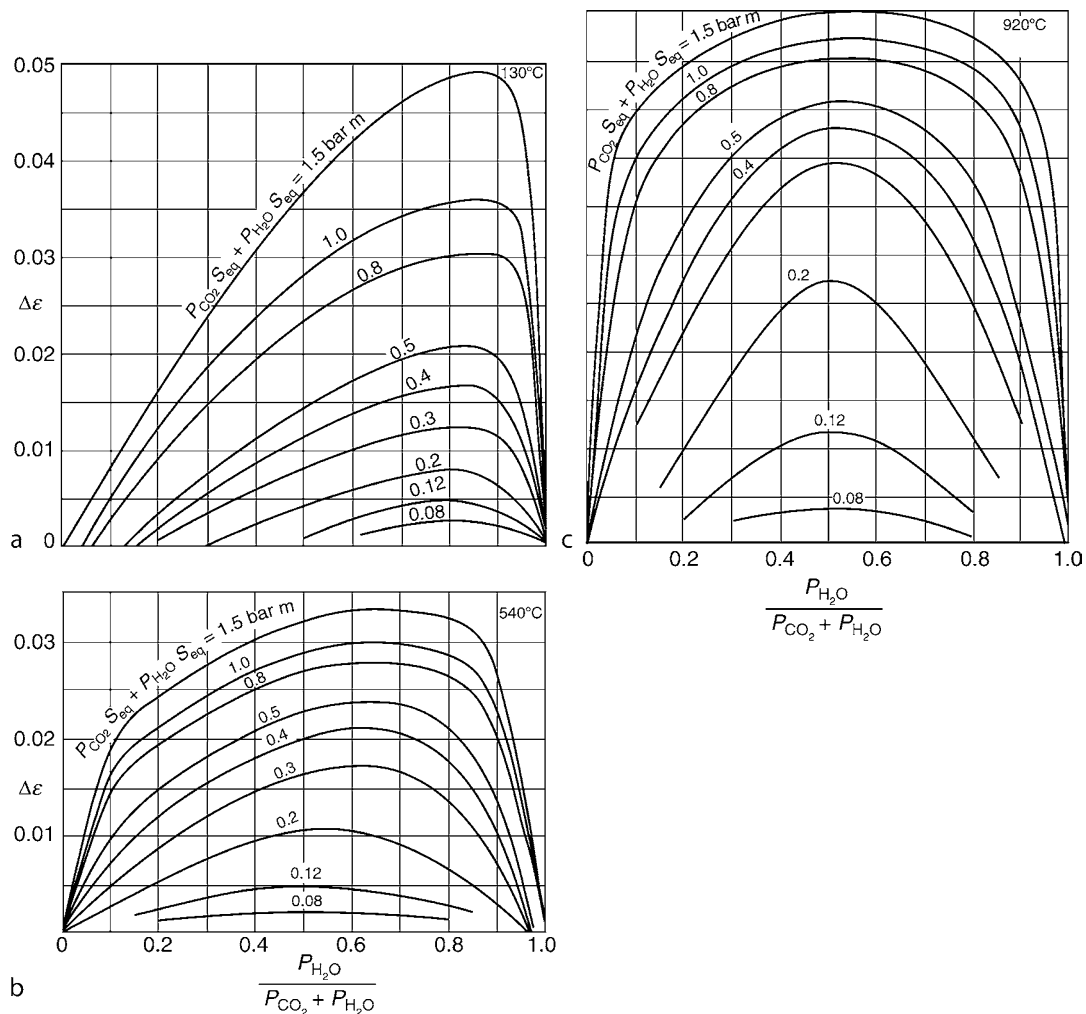 130°C
0.05
0.04
0.03
Δε
0.02
0.01
0
P_CO₂ S_eq + P_H₂O S_eq = 1.5 bar m
1.0
0.8
0.5
0.4
0.3
0.2
0.12
0.08
a
920°C
P_CO₂ S_eq + P_H₂O S_eq = 1.5 bar m
1.0
0.8
0.5
0.4
0.2
0.12
0.08
c
0 0.2 0.4 0.6 0.8 1.0
P_H₂O
P_CO₂ + P_H₂O
540°C
0.03
0.02
Δε
0.01
P_CO₂ S_eq + P_H₂O S_eq = 1.5 bar m
1.0
0.8
0.5
0.4
0.3
0.2
0.12
0.08
0 0.2 0.4 0.6 0.8 1.0
P_H₂O
P_CO₂ + P_H₂O
b